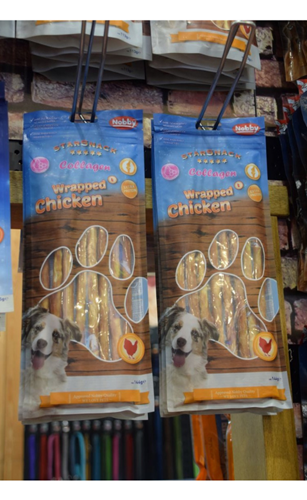 Nobby
STARSNACK
Collagen
Wrapped
Chicken
Nobby
STARSNACK
Collagen
Wrapped
Chicken